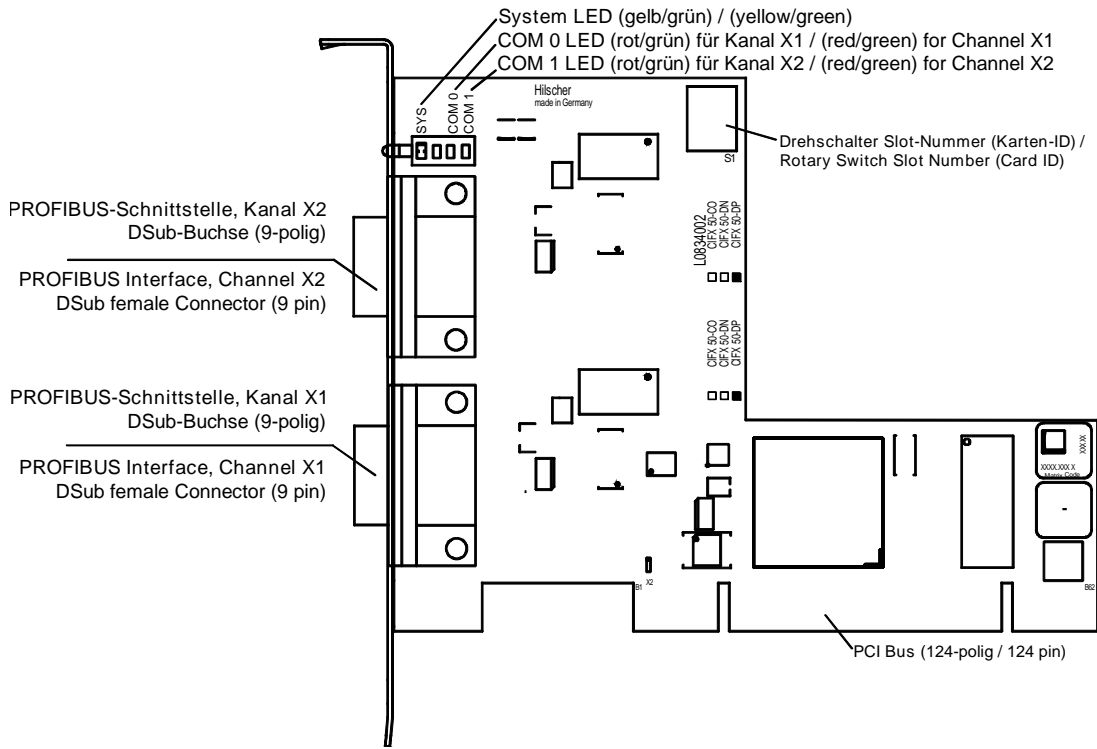 System LED (gelb/grün) / (yellow/green)
COM 0 LED (rot/grün) für Kanal X1 / (red/green) for Channel X1
COM 1 LED (rot/grün) für Kanal X2 / (red/green) for Channel X2
SYS
COM 0
COM 1
Hilscher
made in Germany
S1
Drehschalter Slot-Nummer (Karten-ID) /
Rotary Switch Slot Number (Card ID)
PROFIBUS-Schnittstelle, Kanal X2
DSub-Buchse (9-polig)
PROFIBUS Interface, Channel X2
DSub female Connector (9 pin)
L0834002
CIFX 50-CO
CIFX 50-DN
CIFX 50-DP
CIFX 50-CO
CIFX 50-DN
CIFX 50-DP
PROFIBUS-Schnittstelle, Kanal X1
DSub-Buchse (9-polig)
PROFIBUS Interface, Channel X1
DSub female Connector (9 pin)
XX/XX
XXXX.XXX X
Matrix Code
B1
X2
B62
PCI Bus (124-polig / 124 pin)